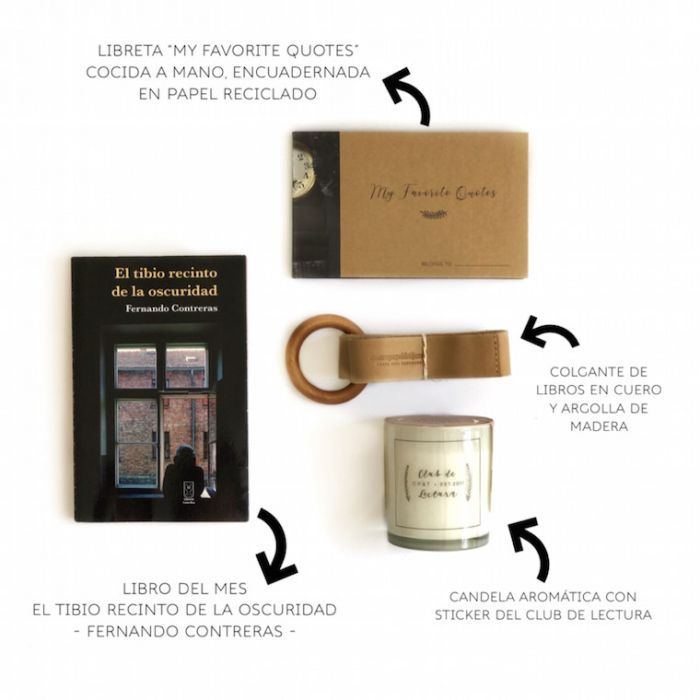 LIBRETA "MY FAVORITE QUOTES"
COCIDA A MANO, ENCUADERNADA
EN PAPEL RECICLADO
My Favorite Quotes
BELONGS TO:
El tibio recinto
de la oscuridad
Fernando Contreras
COLGANTE DE
LIBROS EN CUERO
Y ARGOLLA DE
MADERA
Club de
Lectura
LIBRO DEL MES
EL TIBIO RECINTO DE LA OSCURIDAD
- FERNANDO CONTRERAS -
CANDELA AROMÁTICA CON
STICKER DEL CLUB DE LECTURA